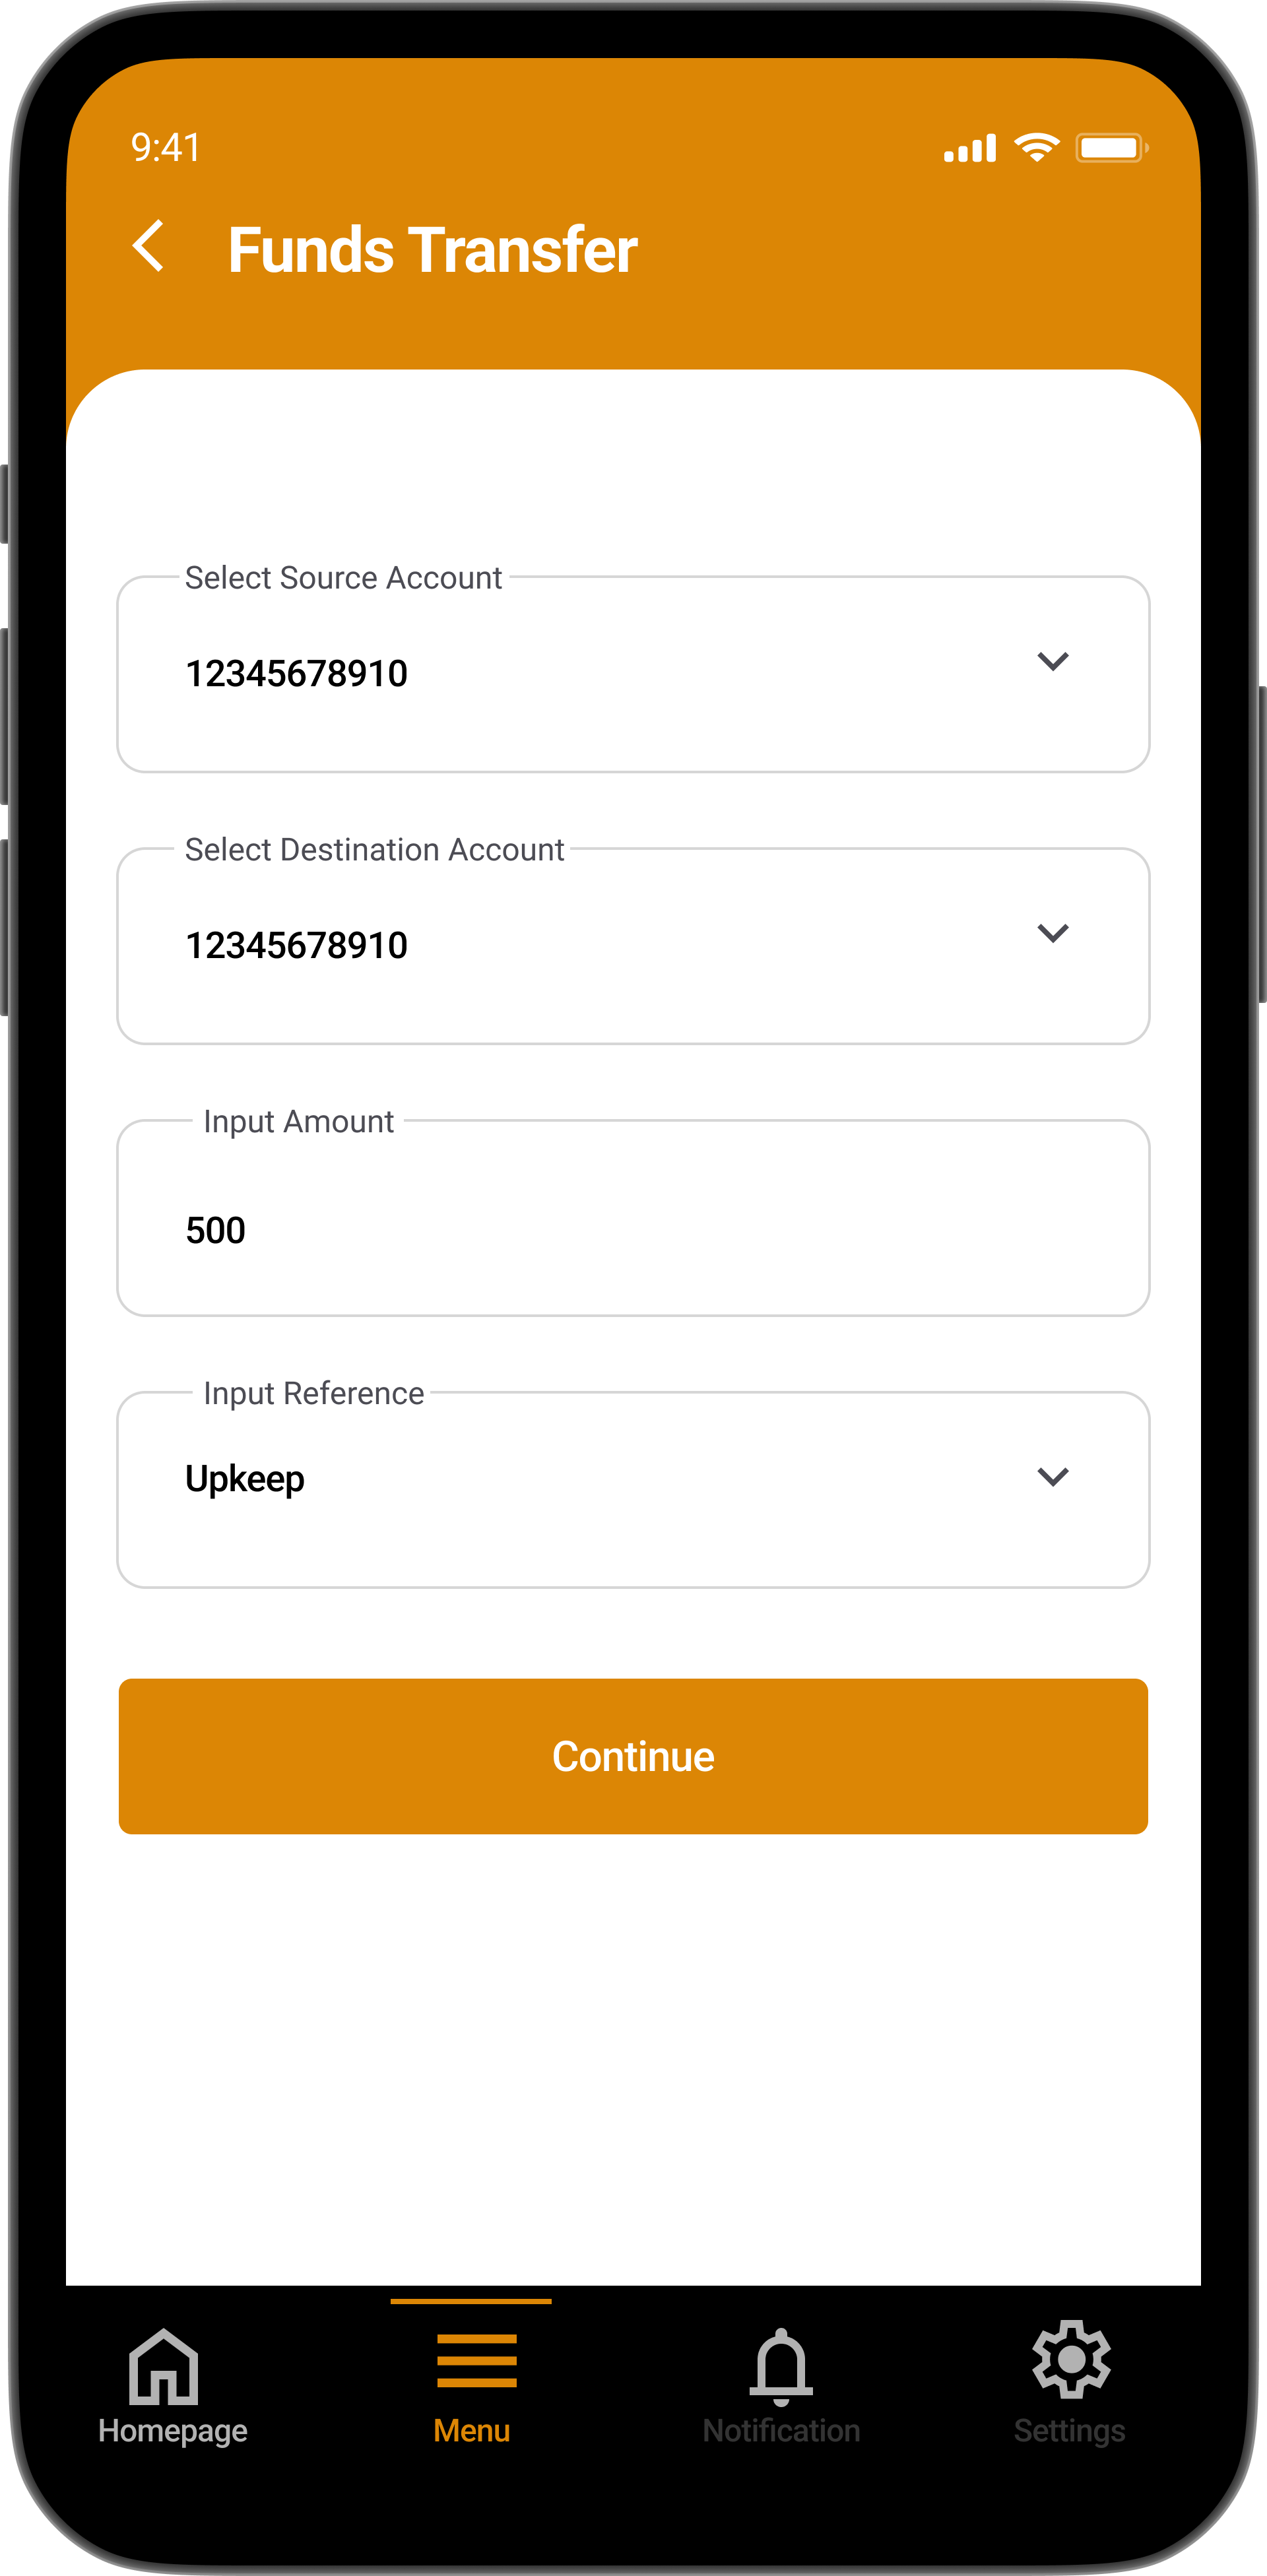 9:41
Funds Transfer
Select Source Account
12345678910
Select Destination Account
12345678910
Input Amount
500
Input Reference
Upkeep
Continue
Homepage
Menu
Notification
Settings